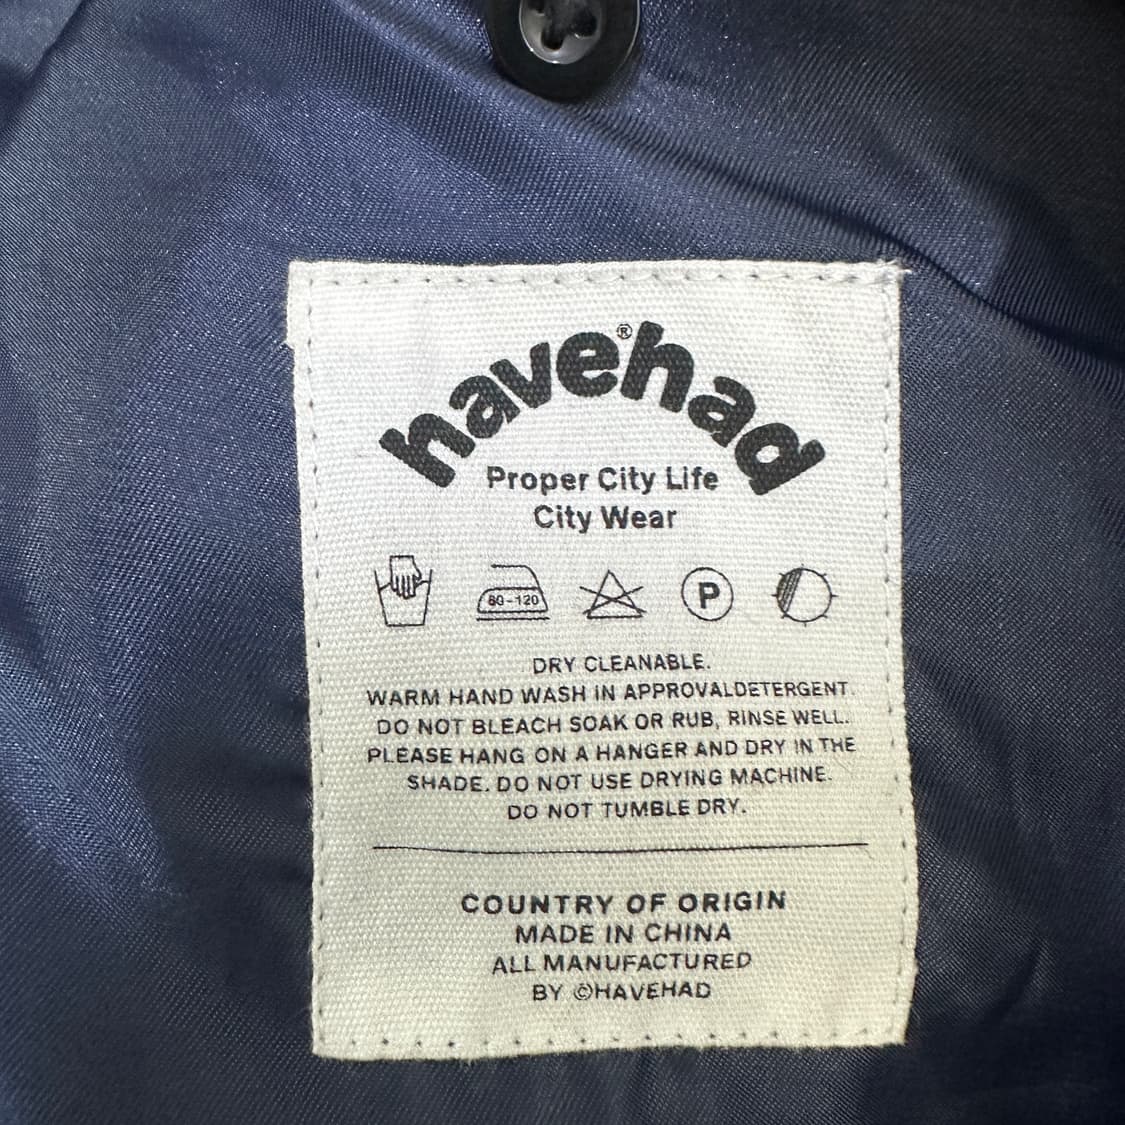 havehad®
Proper City Life
City Wear
80-120
P
DRY CLEANABLE.
WARM HAND WASH IN APPROVALDETERGENT.
DO NOT BLEACH SOAK OR RUB, RINSE WELL.
PLEASE HANG ON A HANGER AND DRY IN THE
SHADE. DO NOT USE DRYING MACHINE.
DO NOT TUMBLE DRY.
COUNTRY OF ORIGIN
MADE IN CHINA
ALL MANUFACTURED
BY ©HAVEHAD